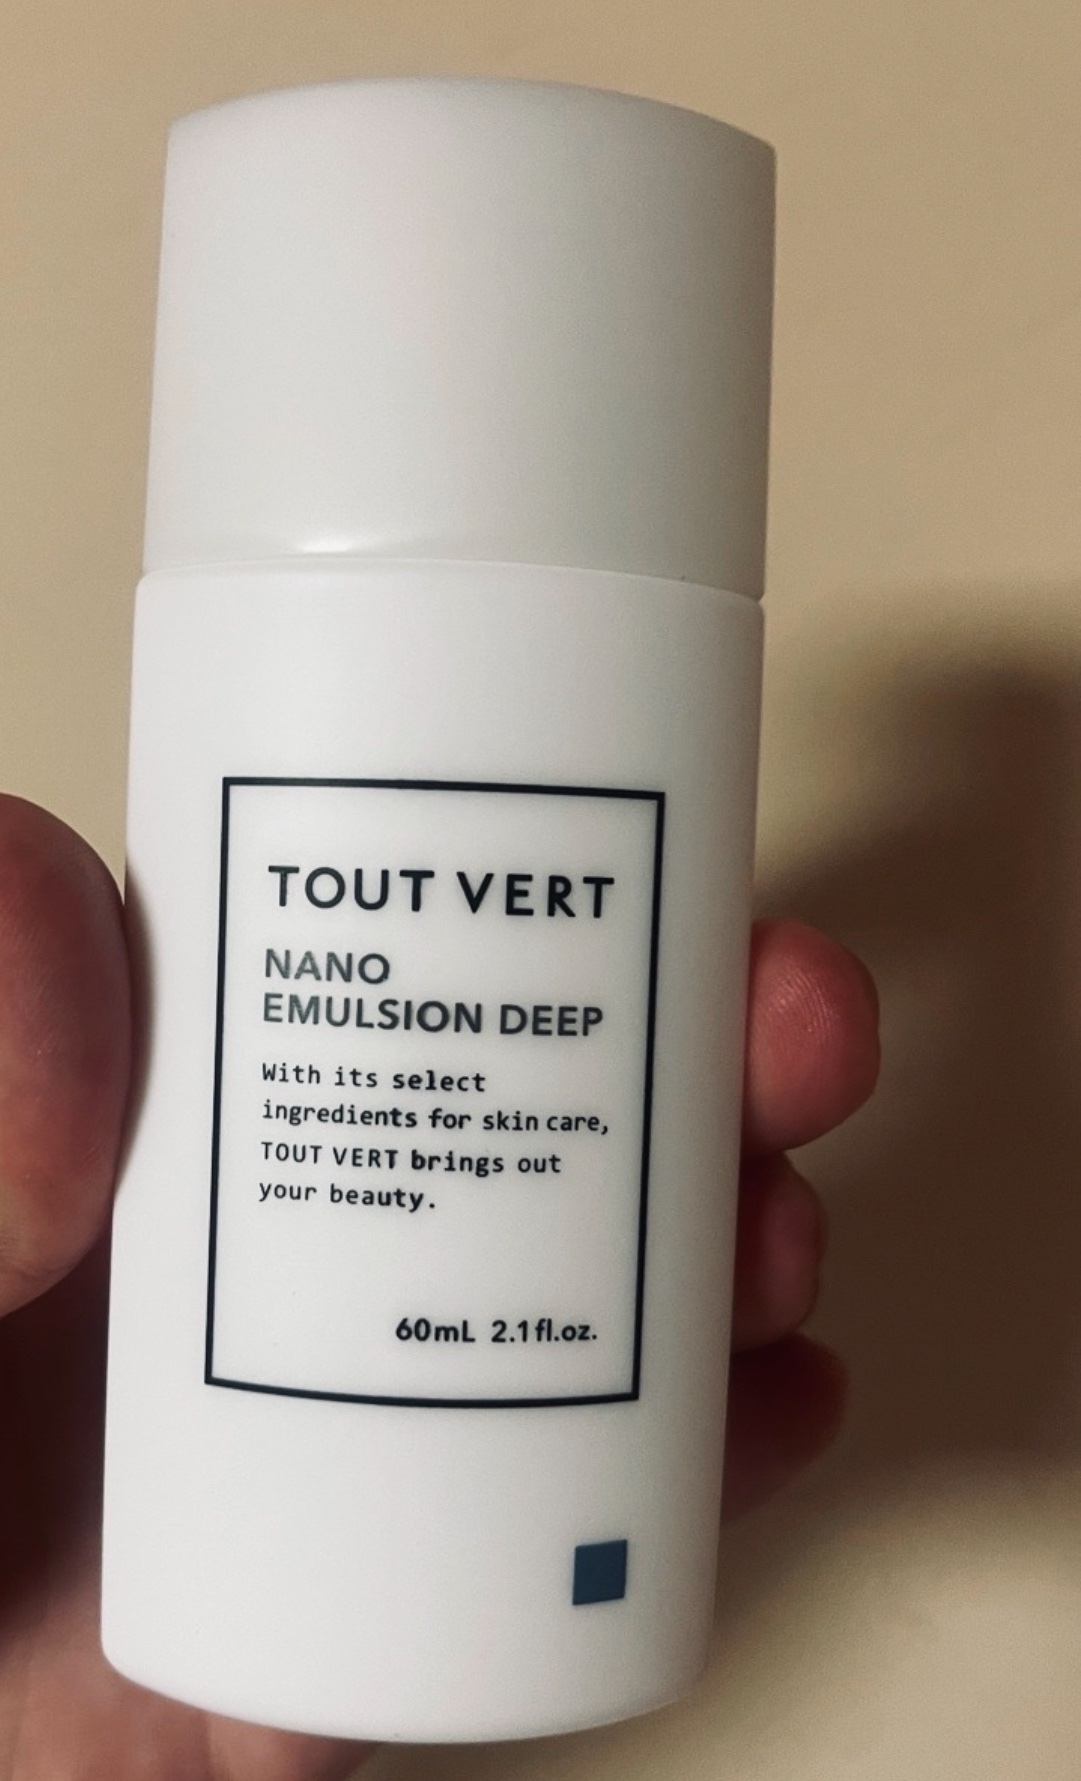 TOUT VERT
NANO
EMULSION DEEP
With its select
ingredients for skin care,
TOUT VERT brings out
your beauty.
60mL 2.1fl.oz.